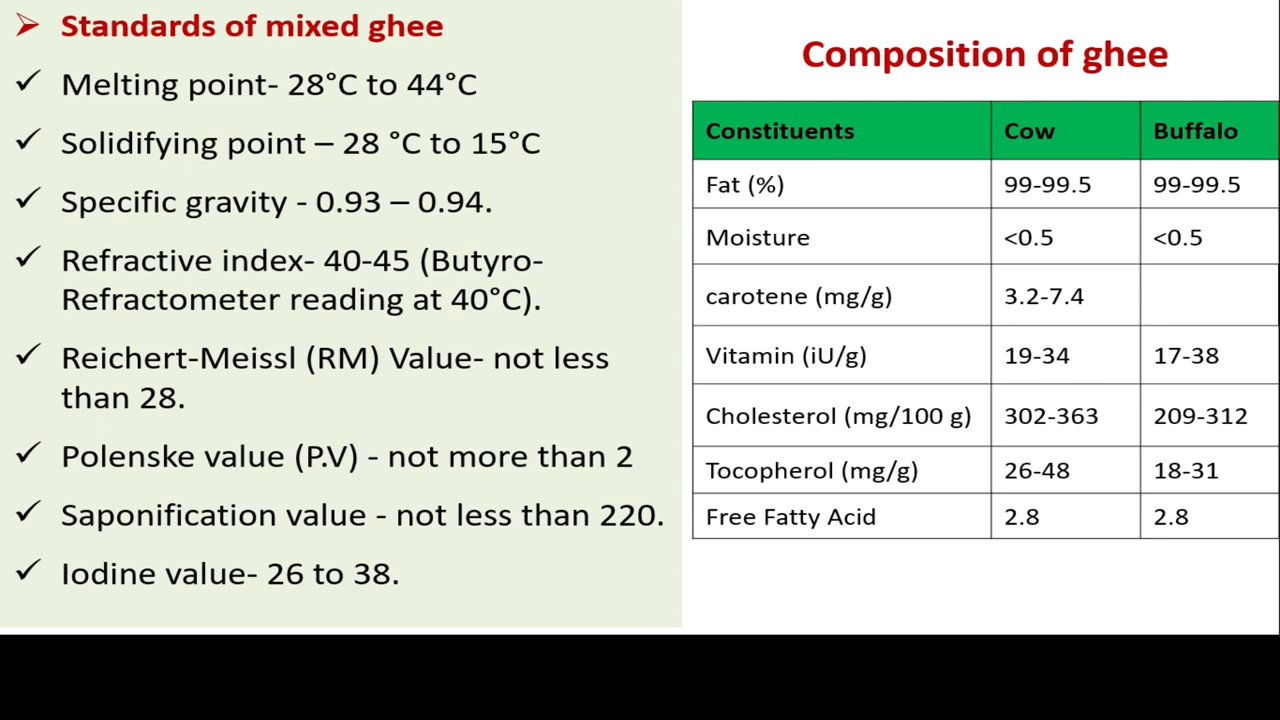 Standards of mixed ghee
Melting point- 28°C to 44°C
Solidifying point – 28 °C to 15°C
Specific gravity - 0.93 – 0.94.
Refractive index- 40-45 (Butyro-
Refractometer reading at 40°C).
Reichert-Meissl (RM) Value- not less
than 28.
Polenske value (P.V) - not more than 2
Saponification value - not less than 220.
Iodine value- 26 to 38.
Composition of ghee
Constituents Cow Buffalo
Fat (%) 99-99.5 99-99.5
Moisture <0.5 <0.5
carotene (mg/g) 3.2-7.4
Vitamin (iU/g) 19-34 17-38
Cholesterol (mg/100 g) 302-363 209-312
Tocopherol (mg/g) 26-48 18-31
Free Fatty Acid 2.8 2.8